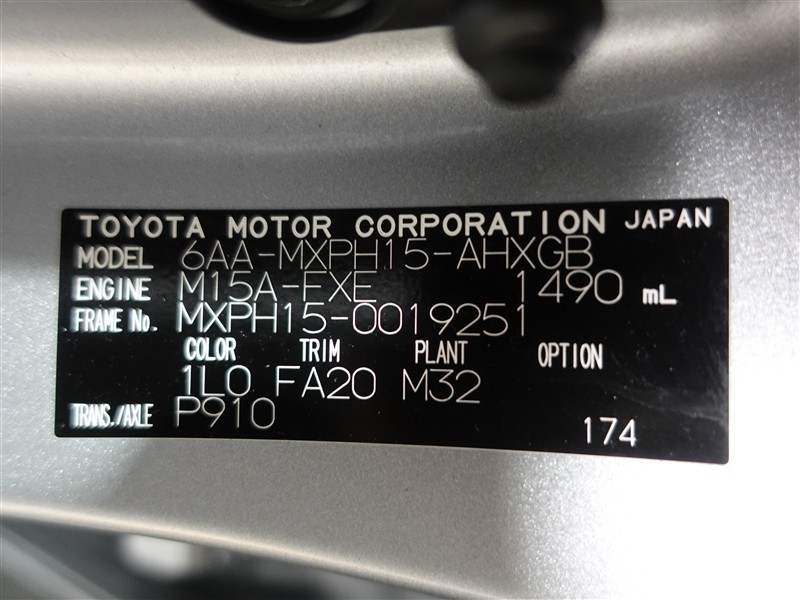 TOYOTA MOTOR CORPORATION JAPAN
MODEL 6AA-MXPH15-AHXGB
ENGINE M15A-FXE 1490 mL
FRAME No. MXPH15-0019251
COLOR TRIM PLANT OPTION
1L0 FA20 M32
TRANS./AXLE P910
174